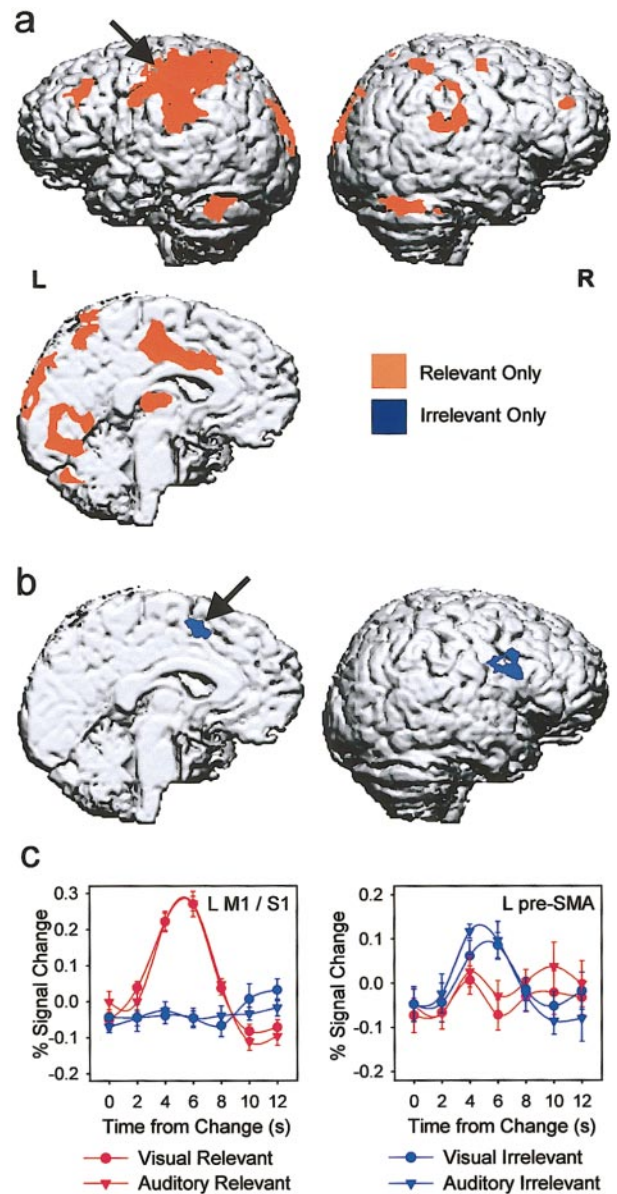 a
L
R
Relevant Only
Irrelevant Only
b
c
L M1 / S1
0.3
0.2
0.1
0.0
-0.1
-0.2
% Signal Change
0 2 4 6 8 10 12
Time from Change (s)
L pre-SMA
0.2
0.1
0.0
-0.1
-0.2
% Signal Change
0 2 4 6 8 10 12
Time from Change (s)
Visual Relevant
Auditory Relevant
Visual Irrelevant
Auditory Irrelevant